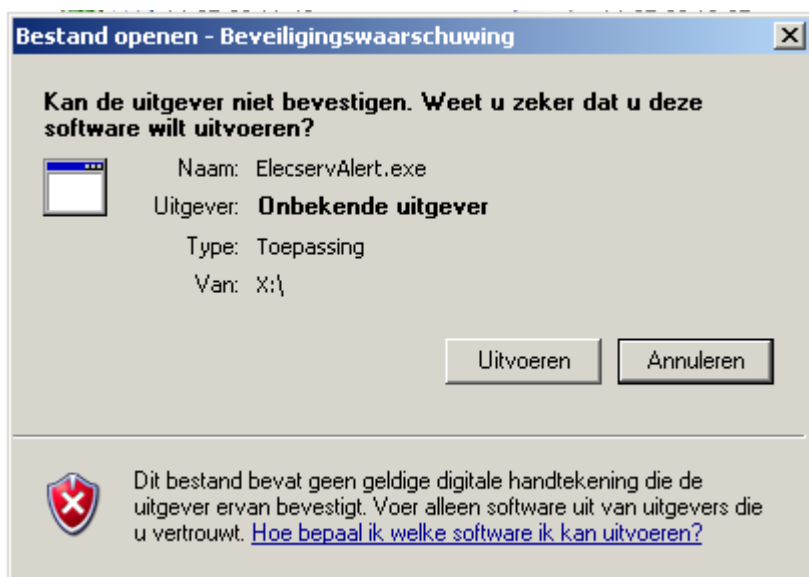 Bestand openen - Beveiligingswaarschuwing
Kan de uitgever niet bevestigen. Weet u zeker dat u deze
software wilt uitvoeren?
Naam: ElecservAlert.exe
Uitgever: Onbekende uitgever
Type: Toepassing
Van: X:\
Uitvoeren Annuleren
Dit bestand bevat geen geldige digitale handtekening die de
uitgever ervan bevestigt. Voer alleen software uit van uitgevers die
u vertrouwt. Hoe bepaal ik welke software ik kan uitvoeren?